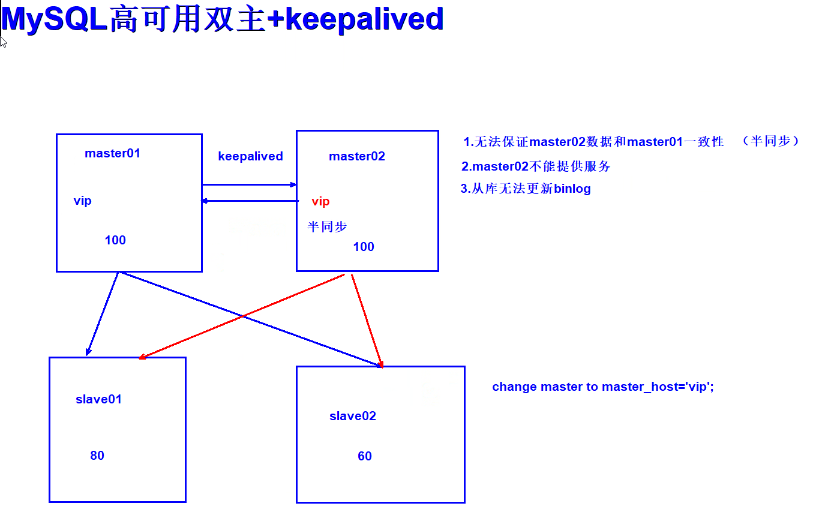 MySQL高可用双主+keepalived
master01
keepalived
master02
vip
vip
半同步
100
100
1.无法保证master02数据和master01一致性 （半同步）
2.master02不能提供服务
3.从库无法更新binlog
slave01
80
slave02
60
change master to master_host='vip';